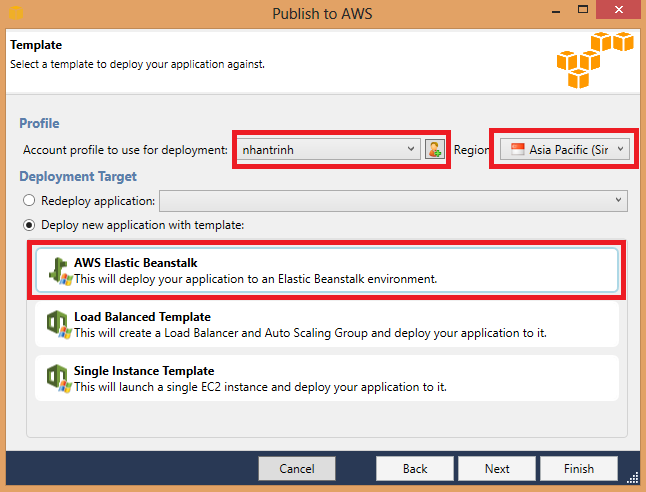 Publish to AWS
Template
Select a template to deploy your application against.
Profile
Account profile to use for deployment: nhantrinh Region Asia Pacific (Sir
Deployment Target
Redeploy application:
Deploy new application with template:
AWS Elastic Beanstalk
This will deploy your application to an Elastic Beanstalk environment.
Load Balanced Template
This will create a Load Balancer and Auto Scaling Group and deploy your application to it.
Single Instance Template
This will launch a single EC2 instance and deploy your application to it.
Cancel Back Next Finish